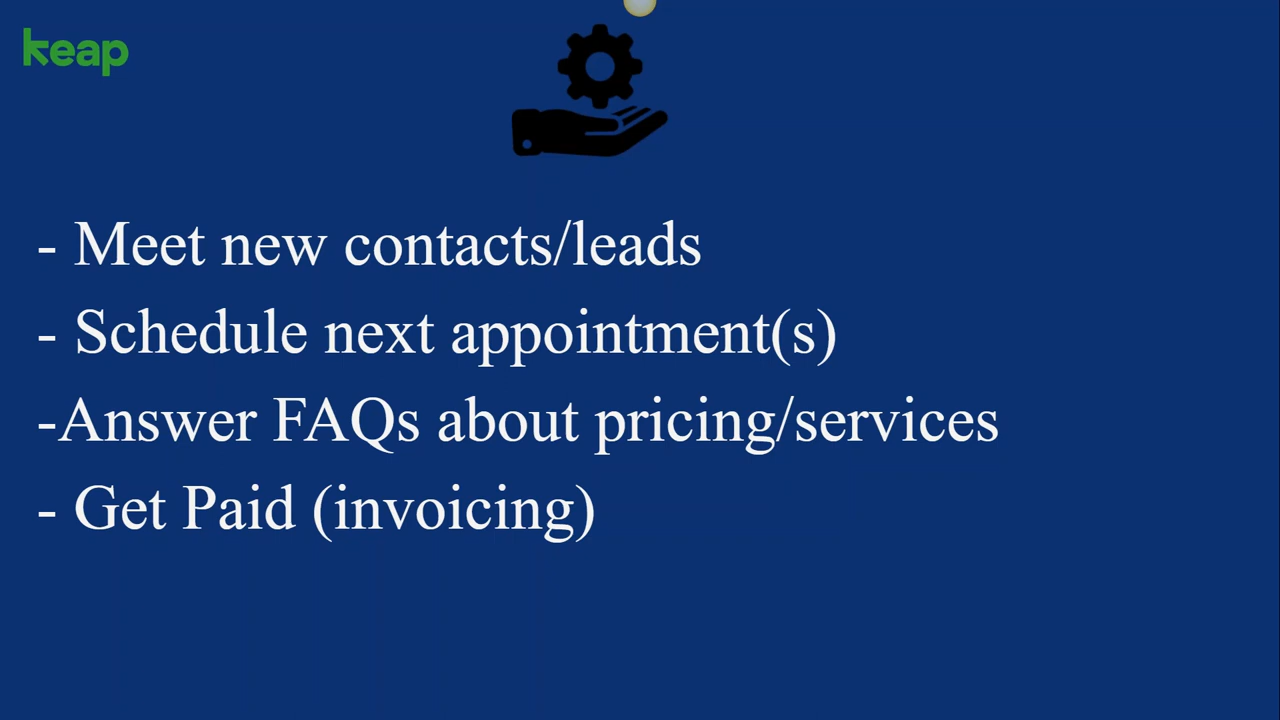 keap
- Meet new contacts/leads
- Schedule next appointment(s)
-Answer FAQs about pricing/services
- Get Paid (invoicing)